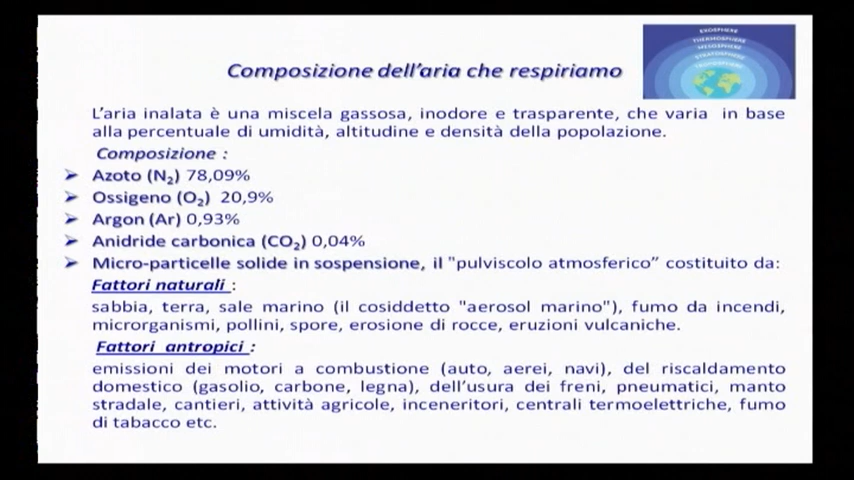 EXOSPHERE
THERMOSPHERE
MESOSPHERE
STRATOSPHERE
TROPOSPHERE
Composizione dell'aria che respiriamo
L'aria inalata è una miscela gassosa, inodore e trasparente, che varia in base
alla percentuale di umidità, altitudine e densità della popolazione.
Composizione :
➢ Azoto (N₂) 78,09%
➢ Ossigeno (O₂) 20,9%
➢ Argon (Ar) 0,93%
➢ Anidride carbonica (CO₂) 0,04%
➢ Micro-particelle solide in sospensione, il "pulviscolo atmosferico" costituito da:
Fattori naturali :
sabbia, terra, sale marino (il cosiddetto "aerosol marino"), fumo da incendi,
microrganismi, pollini, spore, erosione di rocce, eruzioni vulcaniche.
Fattori antropici :
emissioni dei motori a combustione (auto, aerei, navi), del riscaldamento
domestico (gasolio, carbone, legna), dell'usura dei freni, pneumatici, manto
stradale, cantieri, attività agricole, inceneritori, centrali termoelettriche, fumo
di tabacco etc.